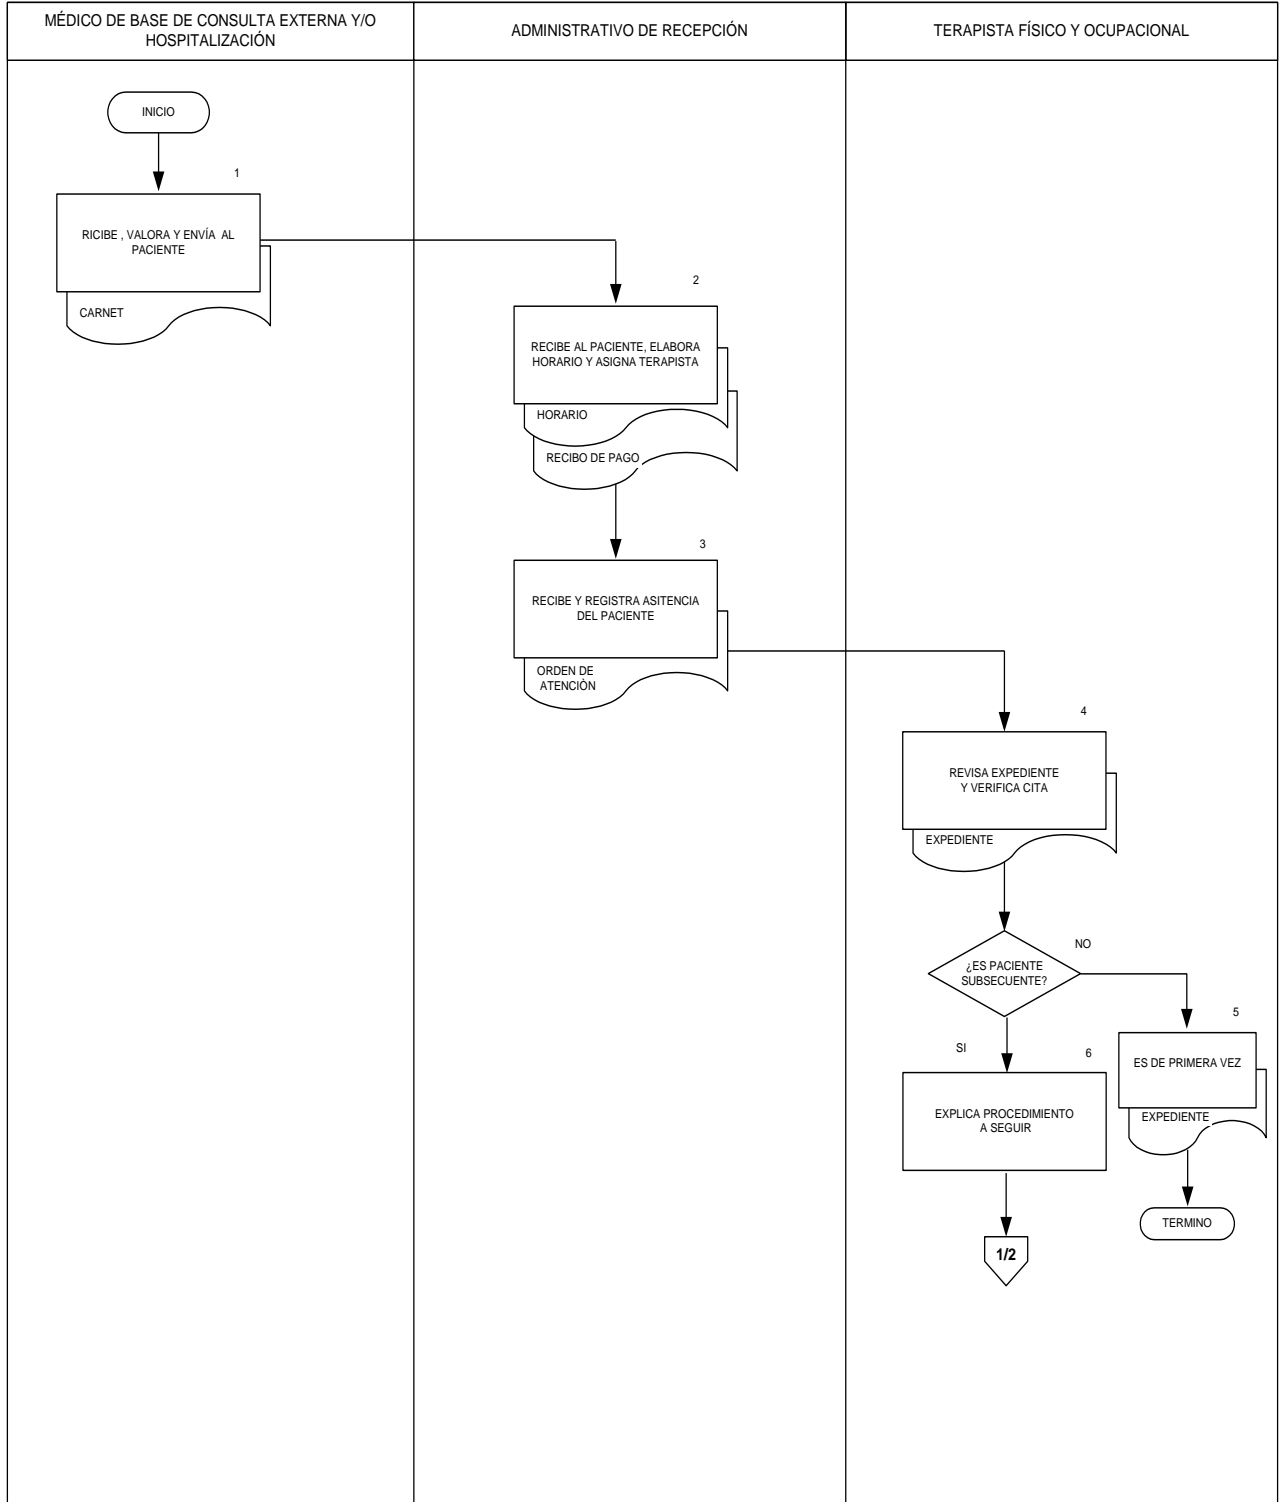 MÉDICO DE BASE DE CONSULTA EXTERNA Y/O
HOSPITALIZACIÓN
ADMINISTRATIVO DE RECEPCIÓN
TERAPISTA FÍSICO Y OCUPACIONAL
INICIO
1
RICIBE , VALORA Y ENVÍA AL
PACIENTE
CARNET
2
RECIBE AL PACIENTE, ELABORA
HORARIO Y ASIGNA TERAPISTA
HORARIO
RECIBO DE PAGO
3
RECIBE Y REGISTRA ASITENCIA
DEL PACIENTE
ORDEN DE
ATENCIÒN
4
REVISA EXPEDIENTE
Y VERIFICA CITA
EXPEDIENTE
¿ES PACIENTE
SUBSECUENTE?
NO
5
ES DE PRIMERA VEZ
EXPEDIENTE
TERMINO
SI
6
EXPLICA PROCEDIMIENTO
A SEGUIR
1/2